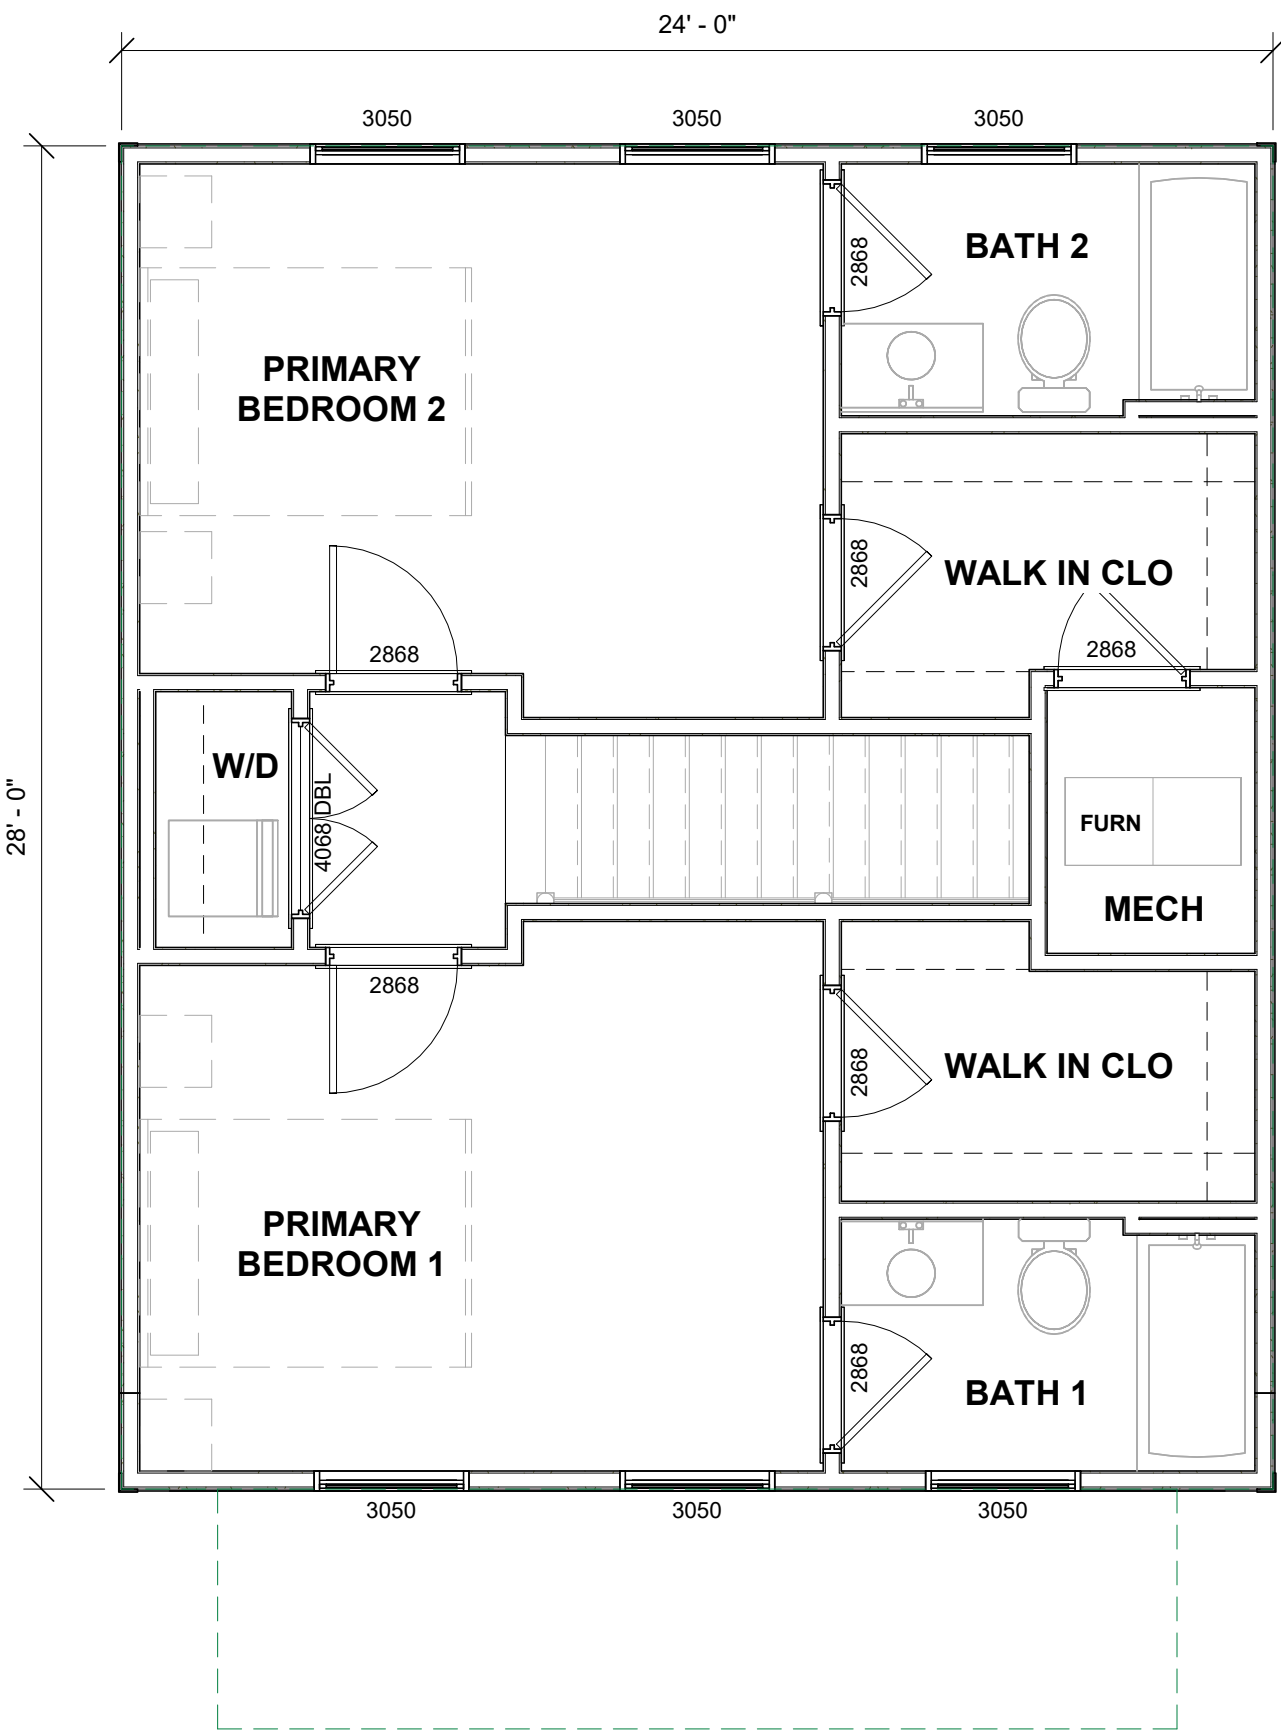 24' - 0"
3050
3050
3050
2868
BATH 2
PRIMARY
BEDROOM 2
2868
WALK IN CLO
2868
2868
W/D
4068 DBL
28' - 0"
FURN
MECH
2868
2868
WALK IN CLO
PRIMARY
BEDROOM 1
2868
BATH 1
3050
3050
3050